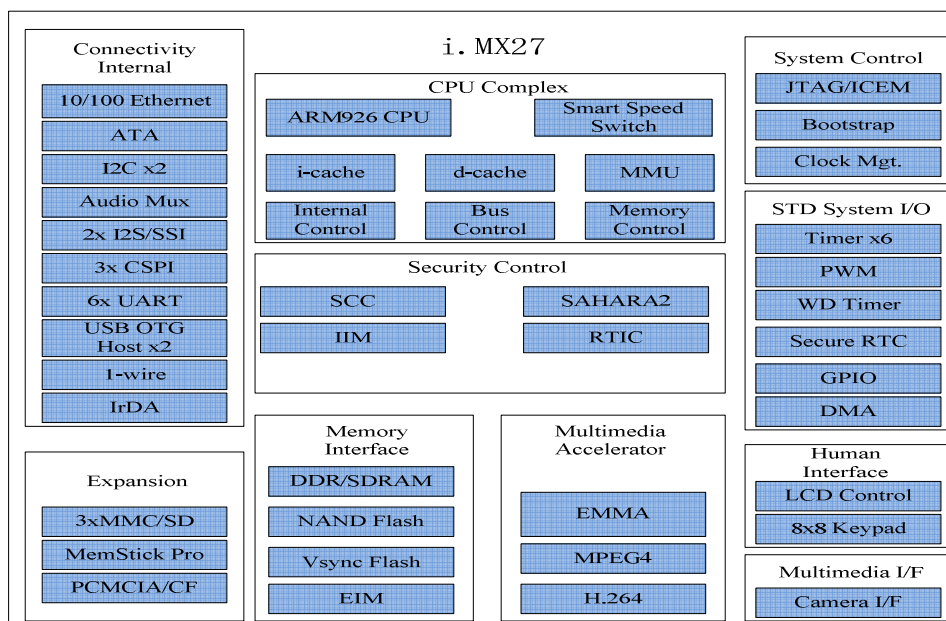 i.MX27
Connectivity
Internal
10/100 Ethernet
ATA
I2C x2
Audio Mux
2x I2S/SSI
3x CSPI
6x UART
USB OTG
Host x2
1-wire
IrDA
Expansion
3xMMC/SD
MemStick Pro
PCMCIA/CF
CPU Complex
ARM926 CPU
Smart Speed
Switch
i-cache
d-cache
MMU
Internal
Control
Bus
Control
Memory
Control
Security Control
SCC
SAHARA2
IIM
RTIC
Memory
Interface
DDR/SDRAM
NAND Flash
Vsync Flash
EIM
Multimedia
Accelerator
EMMA
MPEG4
H.264
System Control
JTAG/ICEM
Bootstrap
Clock Mgt.
STD System I/O
Timer x6
PWM
WD Timer
Secure RTC
GPIO
DMA
Human
Interface
LCD Control
8x8 Keypad
Multimedia I/F
Camera I/F